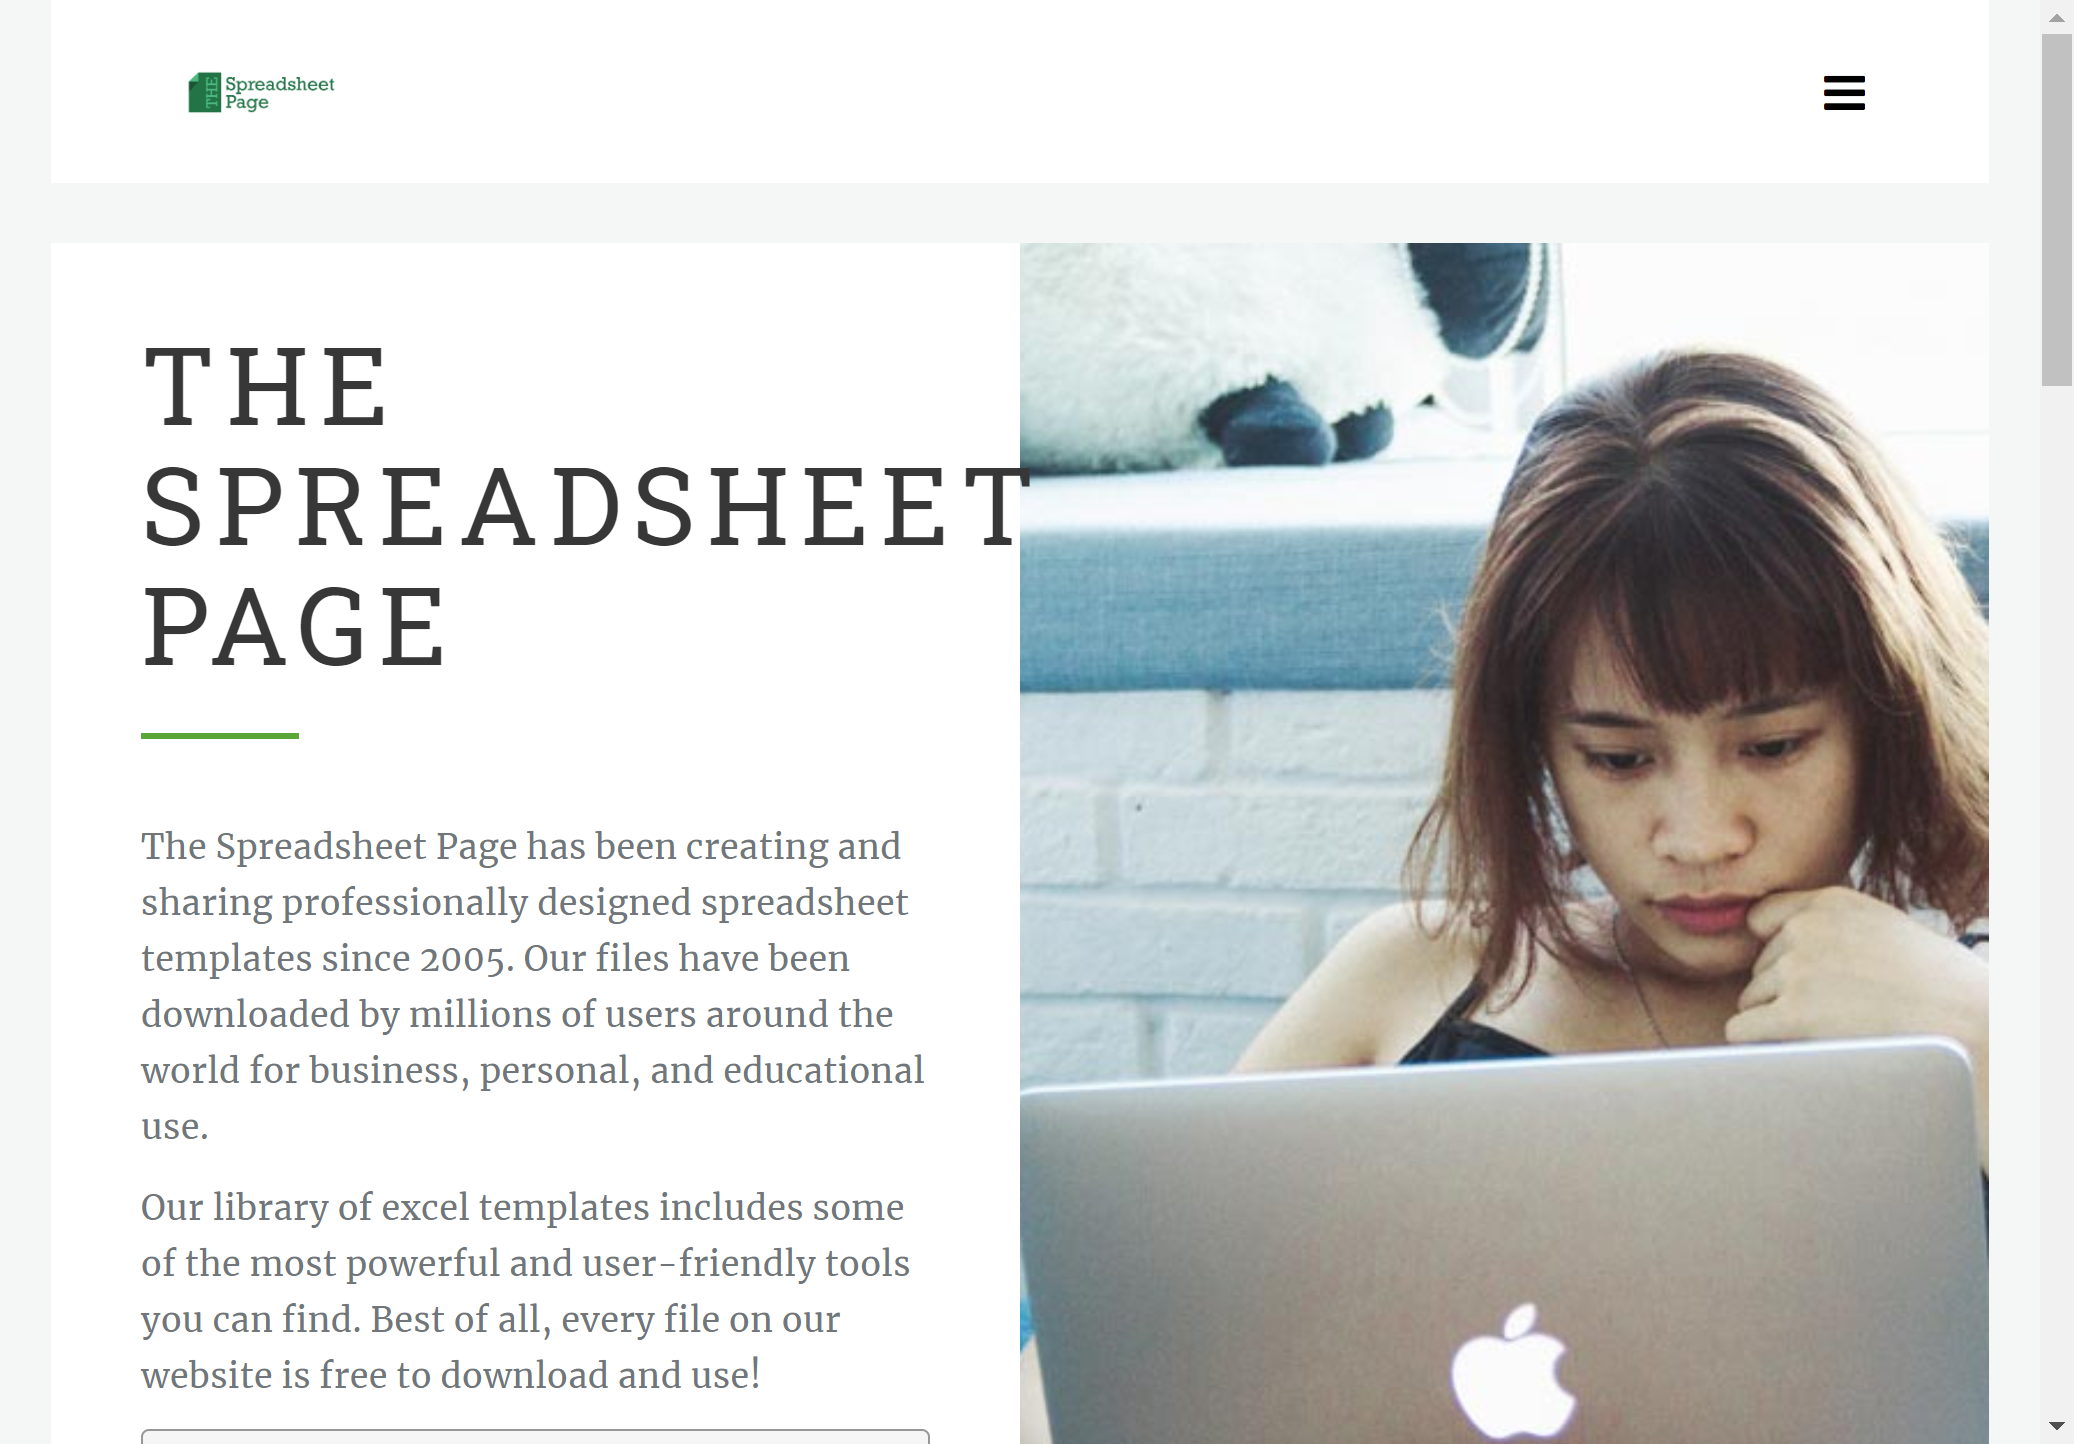 THE
Spreadsheet
Page
THE
SPREADSHEET
PAGE
The Spreadsheet Page has been creating and
sharing professionally designed spreadsheet
templates since 2005. Our files have been
downloaded by millions of users around the
world for business, personal, and educational
use.
Our library of excel templates includes some
of the most powerful and user-friendly tools
you can find. Best of all, every file on our
website is free to download and use!